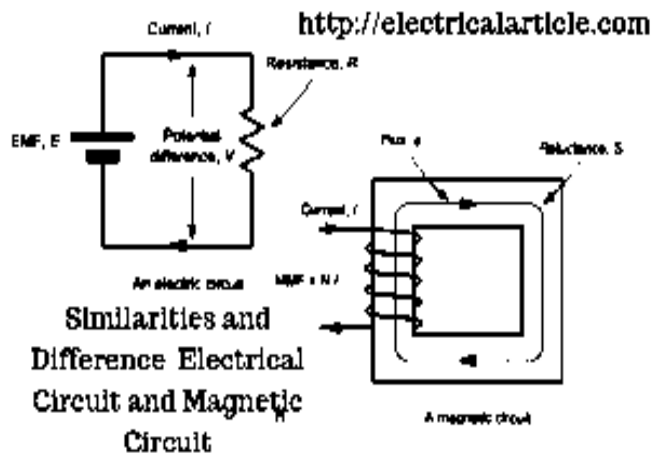 http://electricalarticle.com
Current, I
Resistance, R
EMF, E
Potential
difference, V
An electric circuit
Flux, φ
Reluctance, S
Current, I
MMF = N I
A magnetic circuit
Similarities and
Difference Electrical
Circuit and Magnetic
Circuit